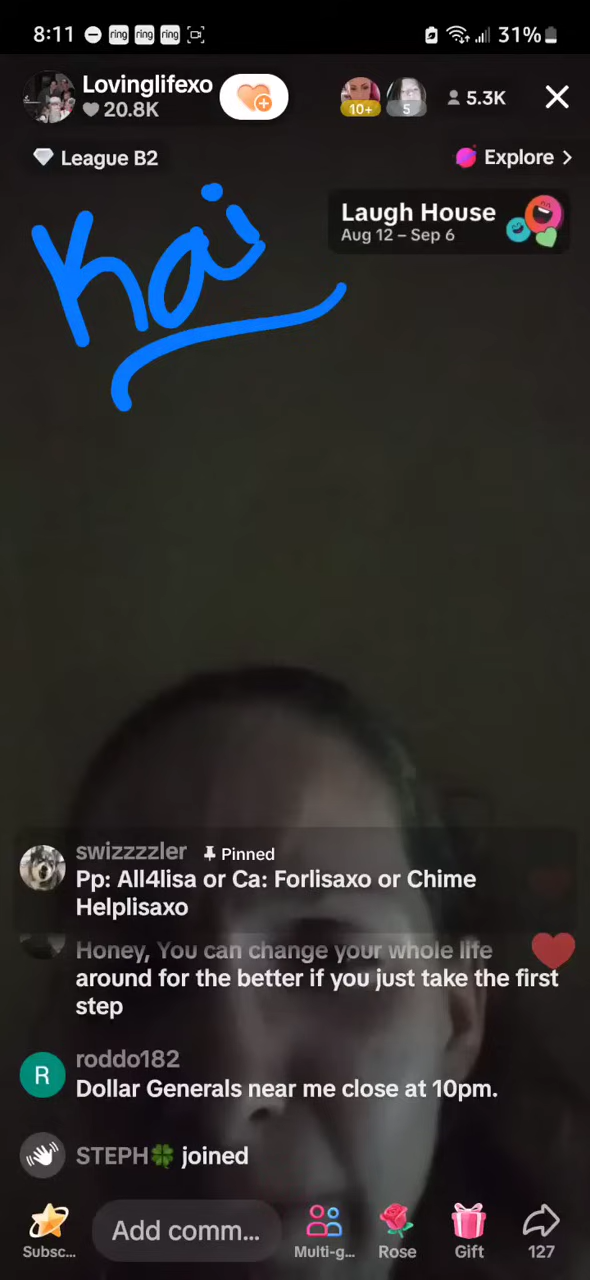 8:11
ring ring ring
31%
Lovinglifexo
20.8K
10+
5
5.3K
League B2
Explore >
Kai
Laugh House
Aug 12 – Sep 6
swizzzzler Pinned
Pp: All4lisa or Ca: Forlisaxo or Chime
Helplisaxo
Honey, You can change your whole life
around for the better if you just take the first
step
R
roddo182
Dollar Generals near me close at 10pm.
STEPH🍀 joined
Subsc...
Add comm...
Multi-g...
Rose
Gift
127